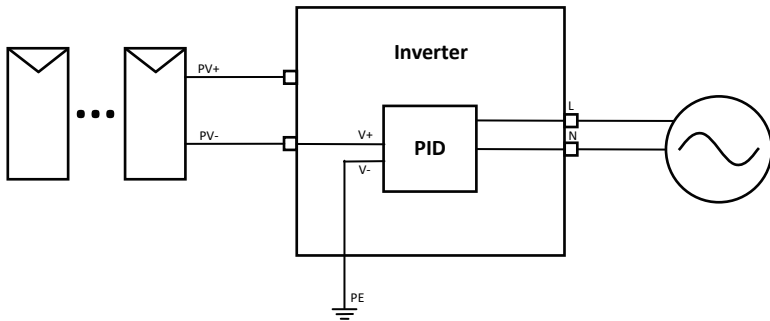 Inverter
PV+
L
N
PV-
V+
PID
V-
PE